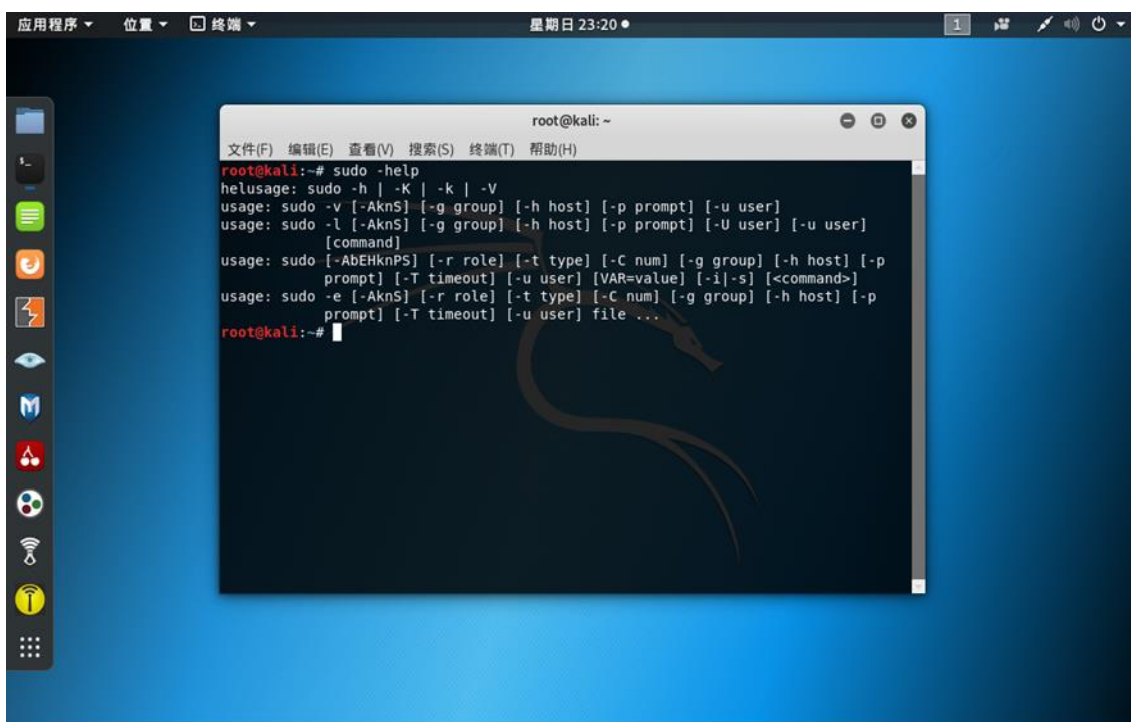 应用程序 位置 终端 星期日 23:20 1
root@kali: ~
文件(F) 编辑(E) 查看(V) 搜索(S) 终端(T) 帮助(H)
root@kali:~# sudo -help
helusage: sudo -h | -K | -k | -V
usage: sudo -v [-AknS] [-g group] [-h host] [-p prompt] [-u user]
usage: sudo -l [-AknS] [-g group] [-h host] [-p prompt] [-U user] [-u user]
[command]
usage: sudo [-AbEHknPS] [-r role] [-t type] [-C num] [-g group] [-h host] [-p
prompt] [-T timeout] [-u user] [VAR=value] [-i|-s] [<command>]
usage: sudo -e [-AknS] [-r role] [-t type] [-C num] [-g group] [-h host] [-p
prompt] [-T timeout] [-u user] file ...
root@kali:~#